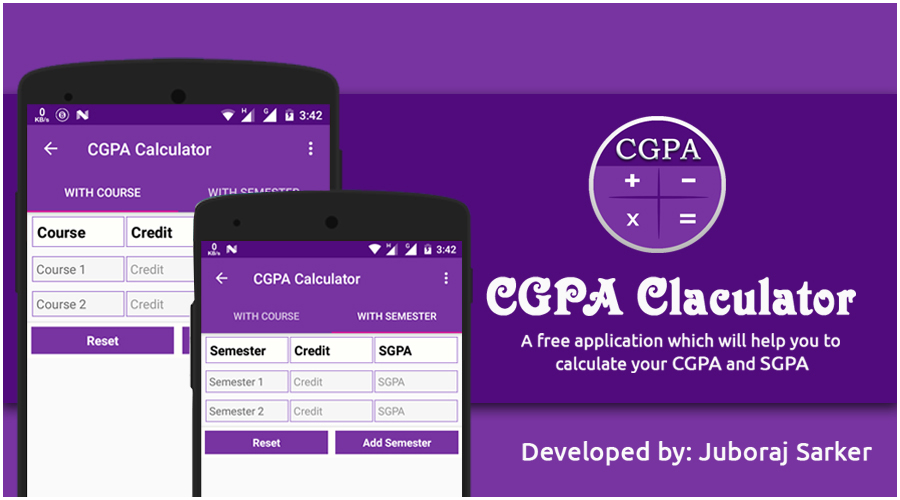 0 KB/s N H G 3:42
CGPA Calculator
WITH COURSE WITH SEMESTER
Course Credit
Course 1 Credit
Course 2 Credit
Reset
0 KB/s N G 3:42
CGPA Calculator
WITH COURSE WITH SEMESTER
Semester Credit SGPA
Semester 1 Credit SGPA
Semester 2 Credit SGPA
Reset Add Semester
CGPA
+ −
x =
CGPA Claculator
A free application which will help you to
calculate your CGPA and SGPA
Developed by: Juboraj Sarker